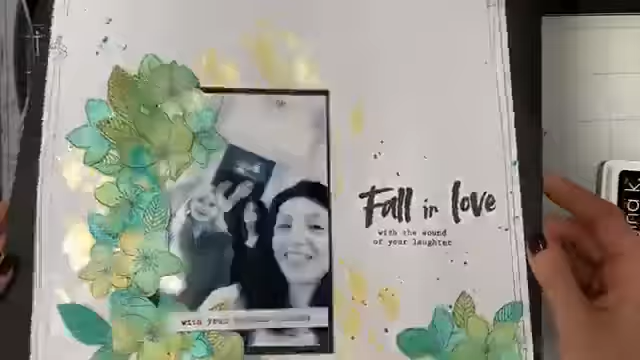 Fall in love
with the sound
of your laughter
with your